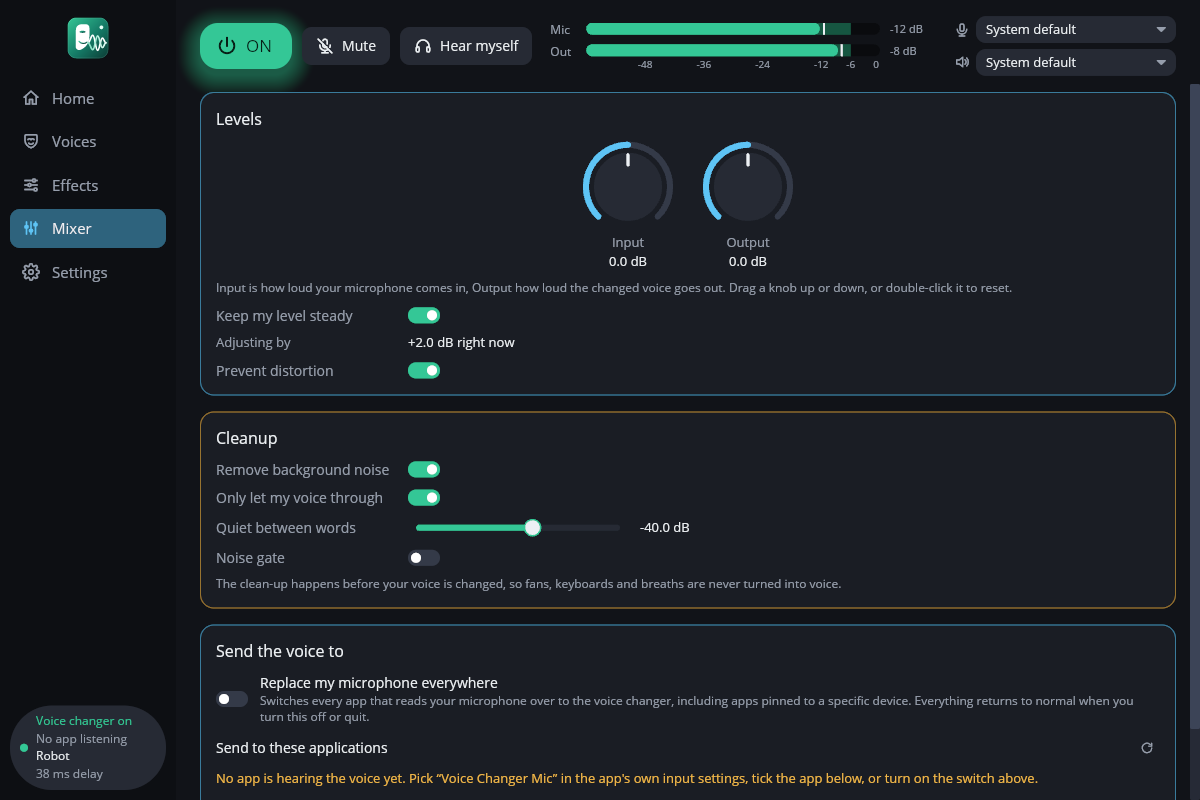 ON
Mute
Hear myself
Mic
-12 dB
Out
-8 dB
-48
-36
-24
-12
-6
0
System default
System default
Home
Voices
Effects
Mixer
Settings
Levels
Input
0.0 dB
Output
0.0 dB
Input is how loud your microphone comes in, Output how loud the changed voice goes out. Drag a knob up or down, or double-click it to reset.
Keep my level steady
Adjusting by
+2.0 dB right now
Prevent distortion
Cleanup
Remove background noise
Only let my voice through
Quiet between words
-40.0 dB
Noise gate
The clean-up happens before your voice is changed, so fans, keyboards and breaths are never turned into voice.
Send the voice to
Replace my microphone everywhere
Switches every app that reads your microphone over to the voice changer, including apps pinned to a specific device. Everything returns to normal when you
turn this off or quit.
Send to these applications
No app is hearing the voice yet. Pick “Voice Changer Mic” in the app's own input settings, tick the app below, or turn on the switch above.
Voice changer on
No app listening
Robot
38 ms delay